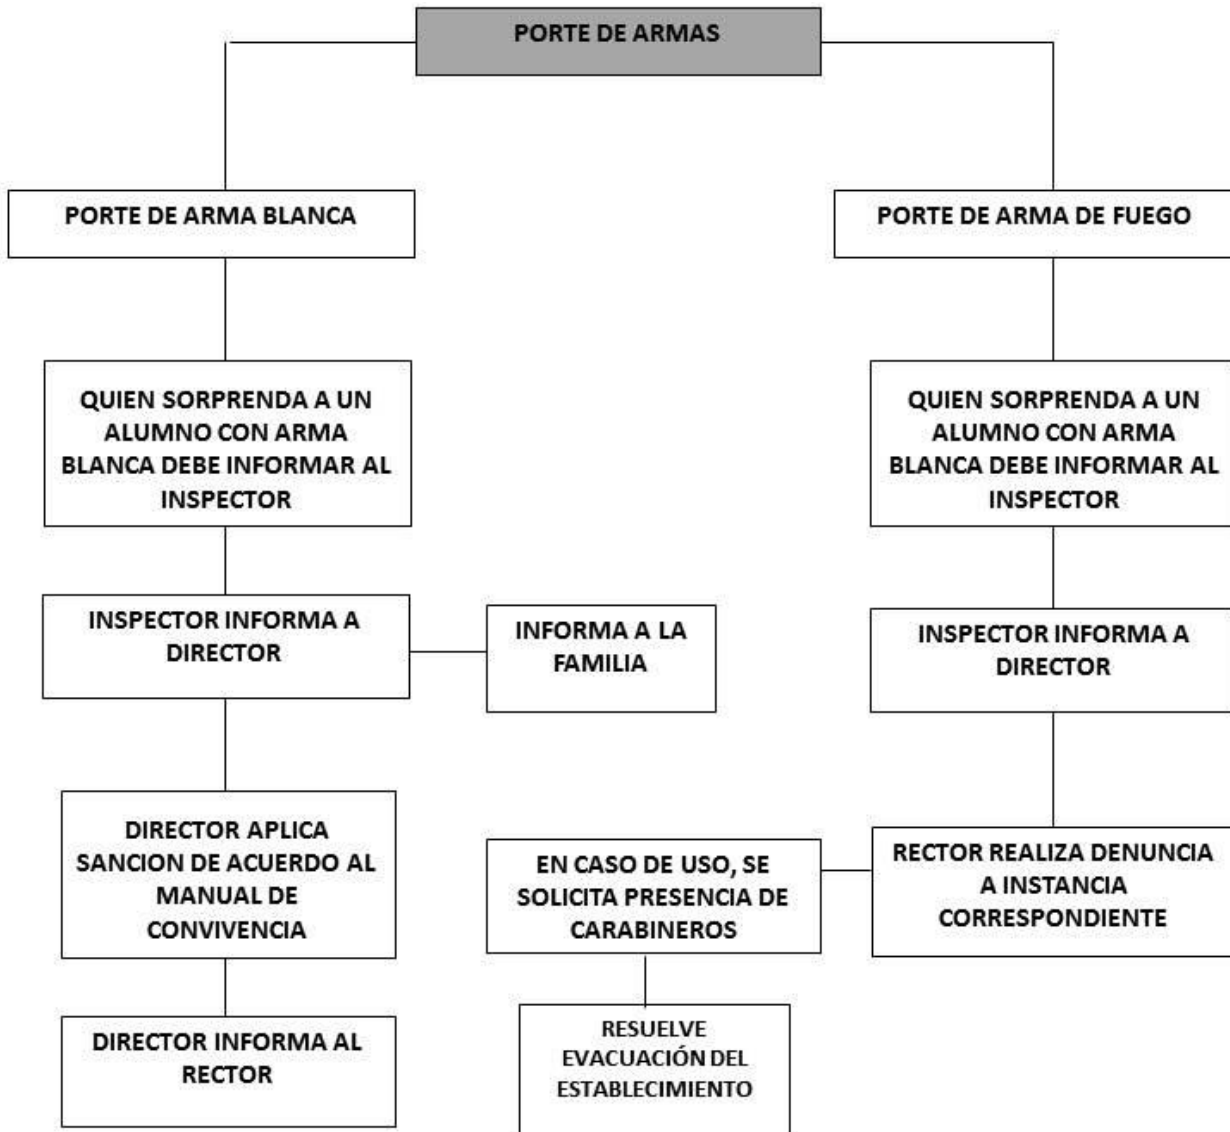 PORTE DE ARMAS
PORTE DE ARMA BLANCA
PORTE DE ARMA DE FUEGO
QUIEN SORPRENDA A UN
ALUMNO CON ARMA
BLANCA DEBE INFORMAR AL
INSPECTOR
QUIEN SORPRENDA A UN
ALUMNO CON ARMA
BLANCA DEBE INFORMAR AL
INSPECTOR
INSPECTOR INFORMA A
DIRECTOR
INFORMA A LA
FAMILIA
INSPECTOR INFORMA A
DIRECTOR
DIRECTOR APLICA
SANCION DE ACUERDO AL
MANUAL DE
CONVIVENCIA
EN CASO DE USO, SE
SOLICITA PRESENCIA DE
CARABINEROS
RECTOR REALIZA DENUNCIA
A INSTANCIA
CORRESPONDIENTE
DIRECTOR INFORMA AL
RECTOR
RESUELVE
EVACUACIÓN DEL
ESTABLECIMIENTO